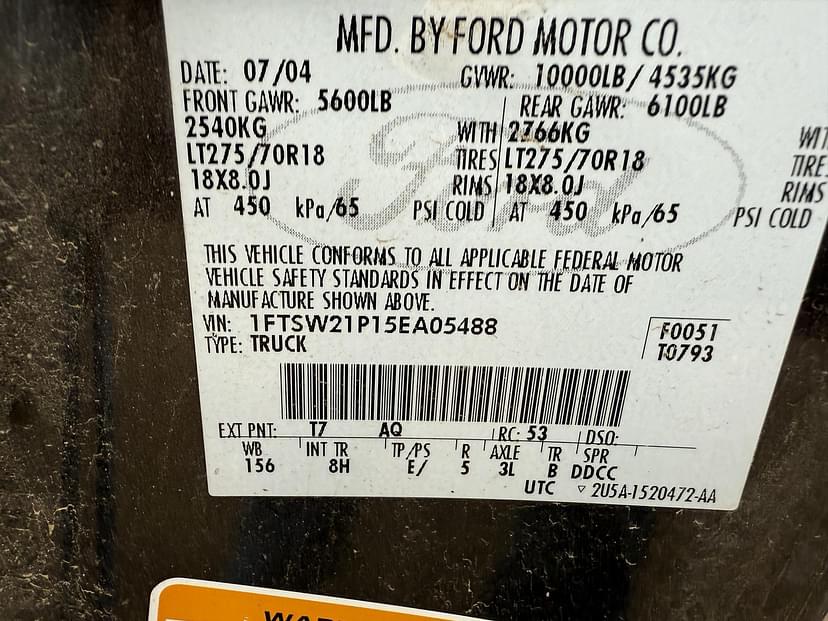 MFD. BY FORD MOTOR CO.
DATE: 07/04 GVWR: 10000LB/ 4535KG
FRONT GAWR: 5600LB REAR GAWR: 6100LB
2540KG WITH 2766KG WIT
LT275/70R18 TIRES LT275/70R18 TIRE
18X8.0J RIMS 18X8.0J RIMS
AT 450 kPa/65 PSI COLD AT 450 kPa/65 PSI COLD
Ford
THIS VEHICLE CONFORMS TO ALL APPLICABLE FEDERAL MOTOR
VEHICLE SAFETY STANDARDS IN EFFECT ON THE DATE OF
MANUFACTURE SHOWN ABOVE.
VIN: 1FTSW21P15EA05488 F0051
TYPE: TRUCK T0793
EXT PNT: T7 AQ RC: 53 DSO:
WB INT TR TP/PS R AXLE TR SPR
156 8H E/ 5 3L B DDCC
UTC ▽ 2U5A-1520472-AA